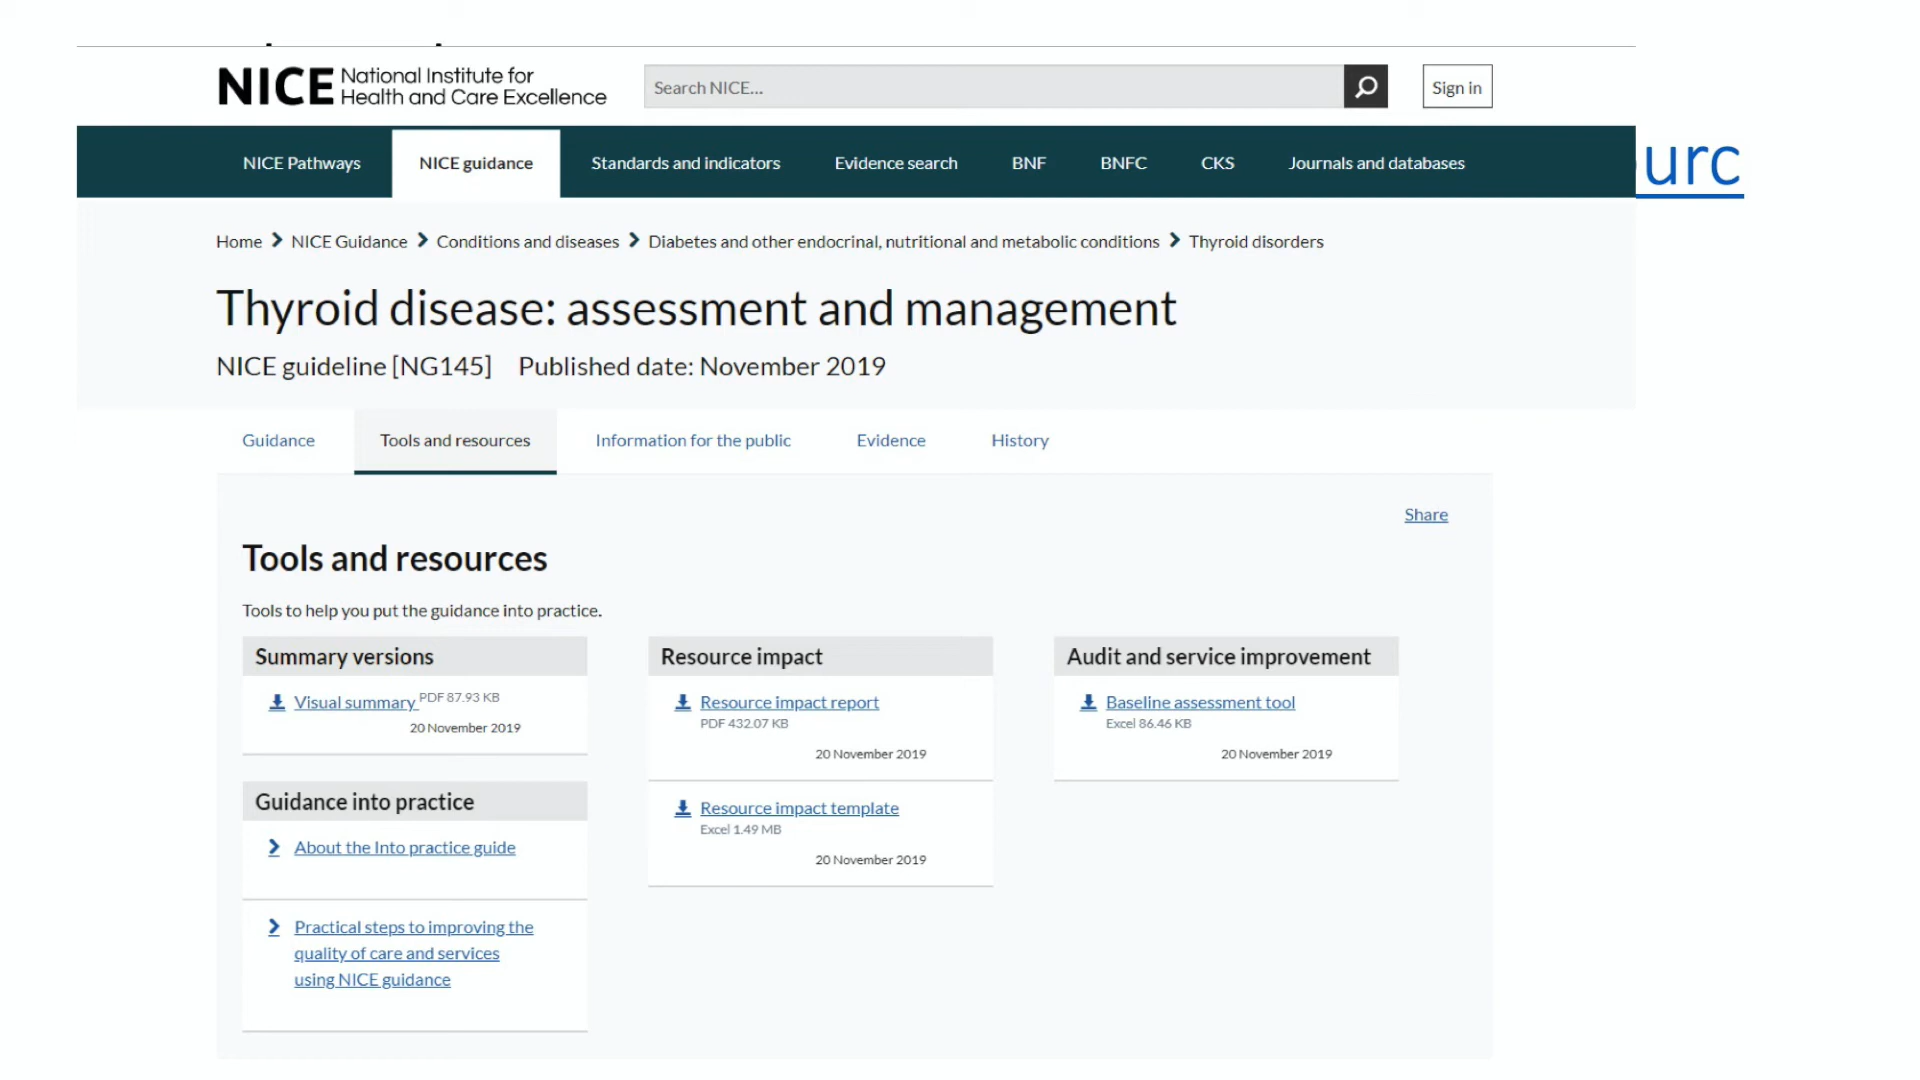 NICE National Institute for
Health and Care Excellence
Search NICE...
Sign in
NICE Pathways
NICE guidance
Standards and indicators
Evidence search
BNF
BNFC
CKS
Journals and databases
urc
Home > NICE Guidance > Conditions and diseases > Diabetes and other endocrinal, nutritional and metabolic conditions > Thyroid disorders
Thyroid disease: assessment and management
NICE guideline [NG145] Published date: November 2019
Guidance
Tools and resources
Information for the public
Evidence
History
Share
Tools and resources
Tools to help you put the guidance into practice.
Summary versions
Visual summary PDF 87.93 KB
20 November 2019
Guidance into practice
About the Into practice guide
Practical steps to improving the
quality of care and services
using NICE guidance
Resource impact
Resource impact report
PDF 432.07 KB
20 November 2019
Resource impact template
Excel 1.49 MB
20 November 2019
Audit and service improvement
Baseline assessment tool
Excel 86.46 KB
20 November 2019